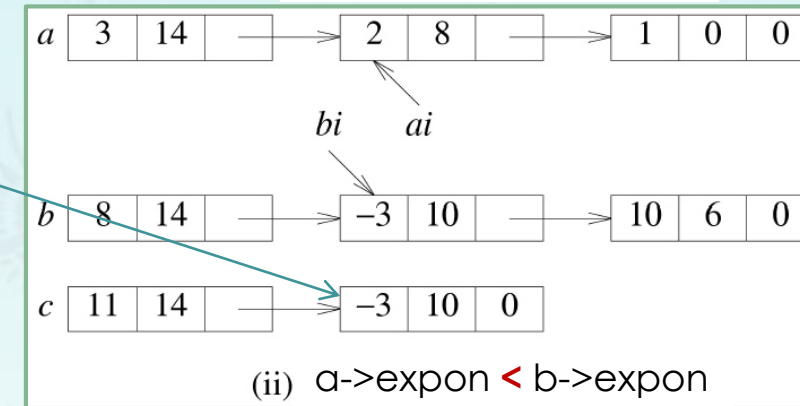 a 3 14 2 8 1 0 0
bi ai
b 8 14 −3 10 10 6 0
c 11 14 −3 10 0
(ii) a->expon < b->expon